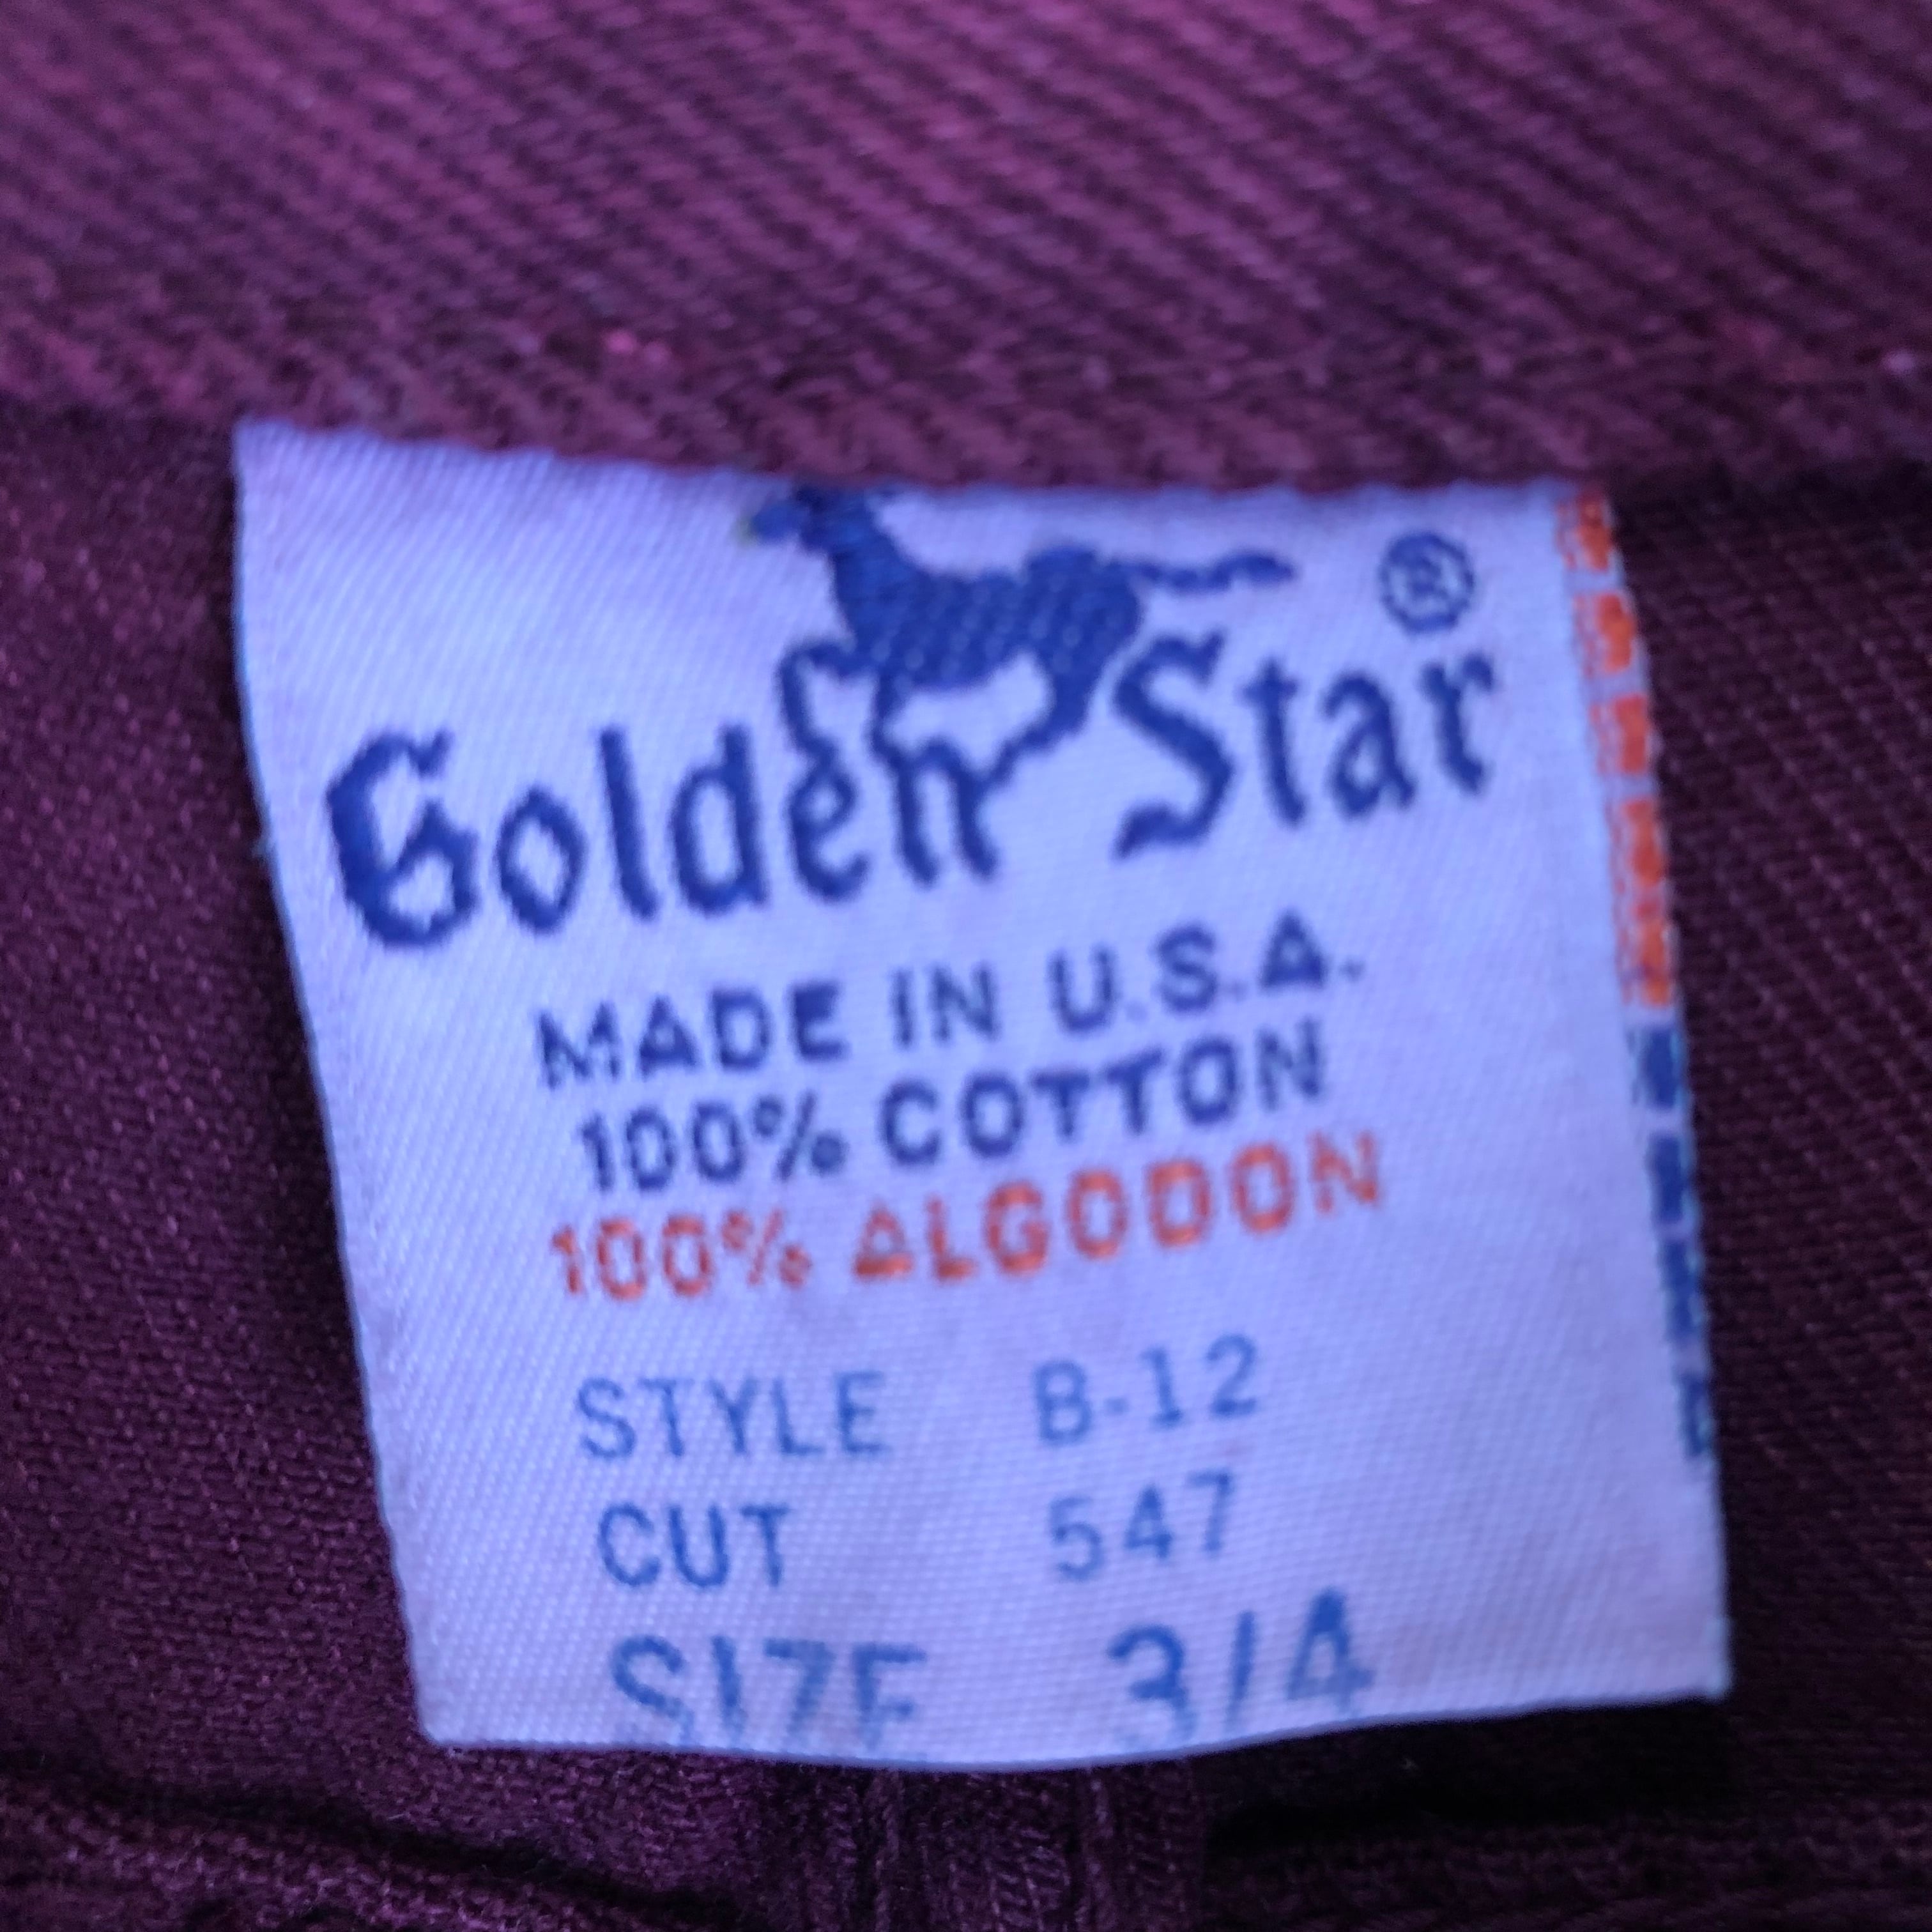 Golden Star ®
MADE IN U.S.A.
100% COTTON
100% ALGODON
STYLE B-12
CUT 547
SIZE 3/4